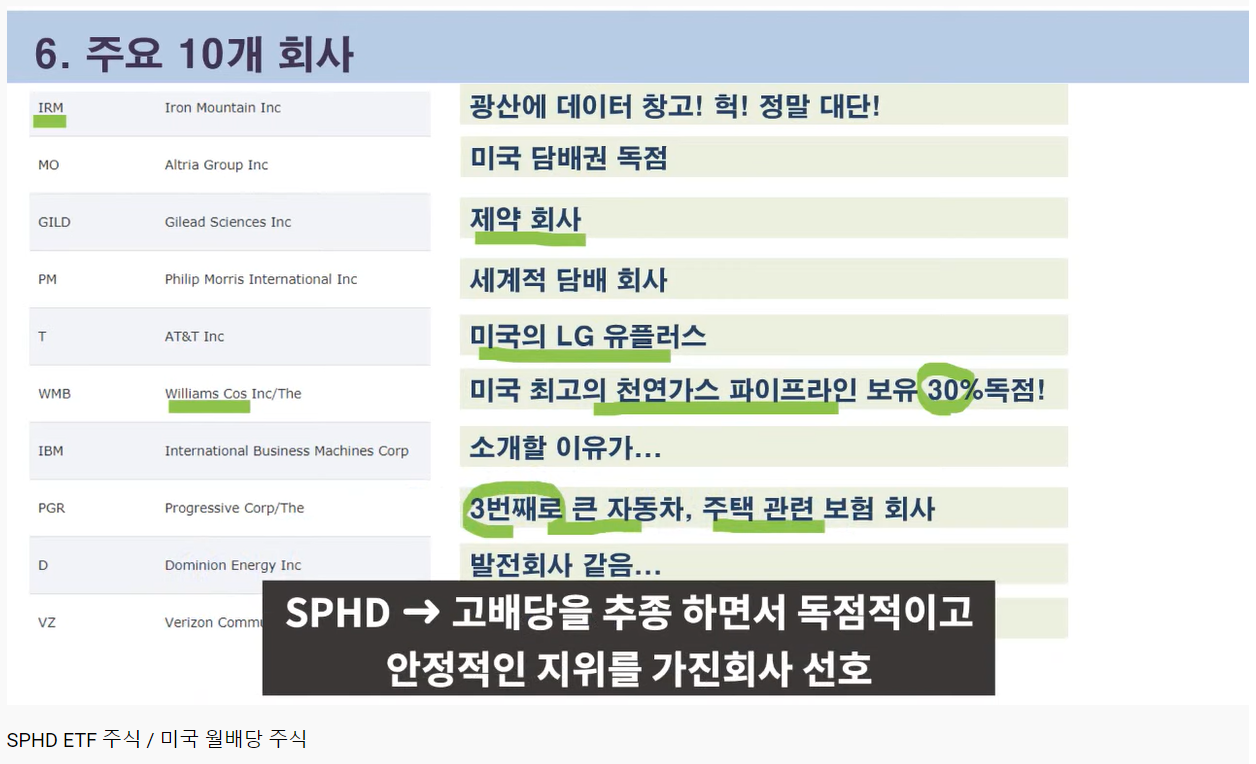 6. 주요 10개 회사
IRM Iron Mountain Inc 광산에 데이터 창고! 헉! 정말 대단!
MO Altria Group Inc 미국 담배권 독점
GILD Gilead Sciences Inc 제약 회사
PM Philip Morris International Inc 세계적 담배 회사
T AT&T Inc 미국의 LG 유플러스
WMB Williams Cos Inc/The 미국 최고의 천연가스 파이프라인 보유 30%독점!
IBM International Business Machines Corp 소개할 이유가...
PGR Progressive Corp/The 3번째로 큰 자동차, 주택 관련 보험 회사
D Dominion Energy Inc 발전회사 같음...
VZ Verizon
SPHD → 고배당을 추종 하면서 독점적이고
안정적인 지위를 가진회사 선호
SPHD ETF 주식 / 미국 월배당 주식